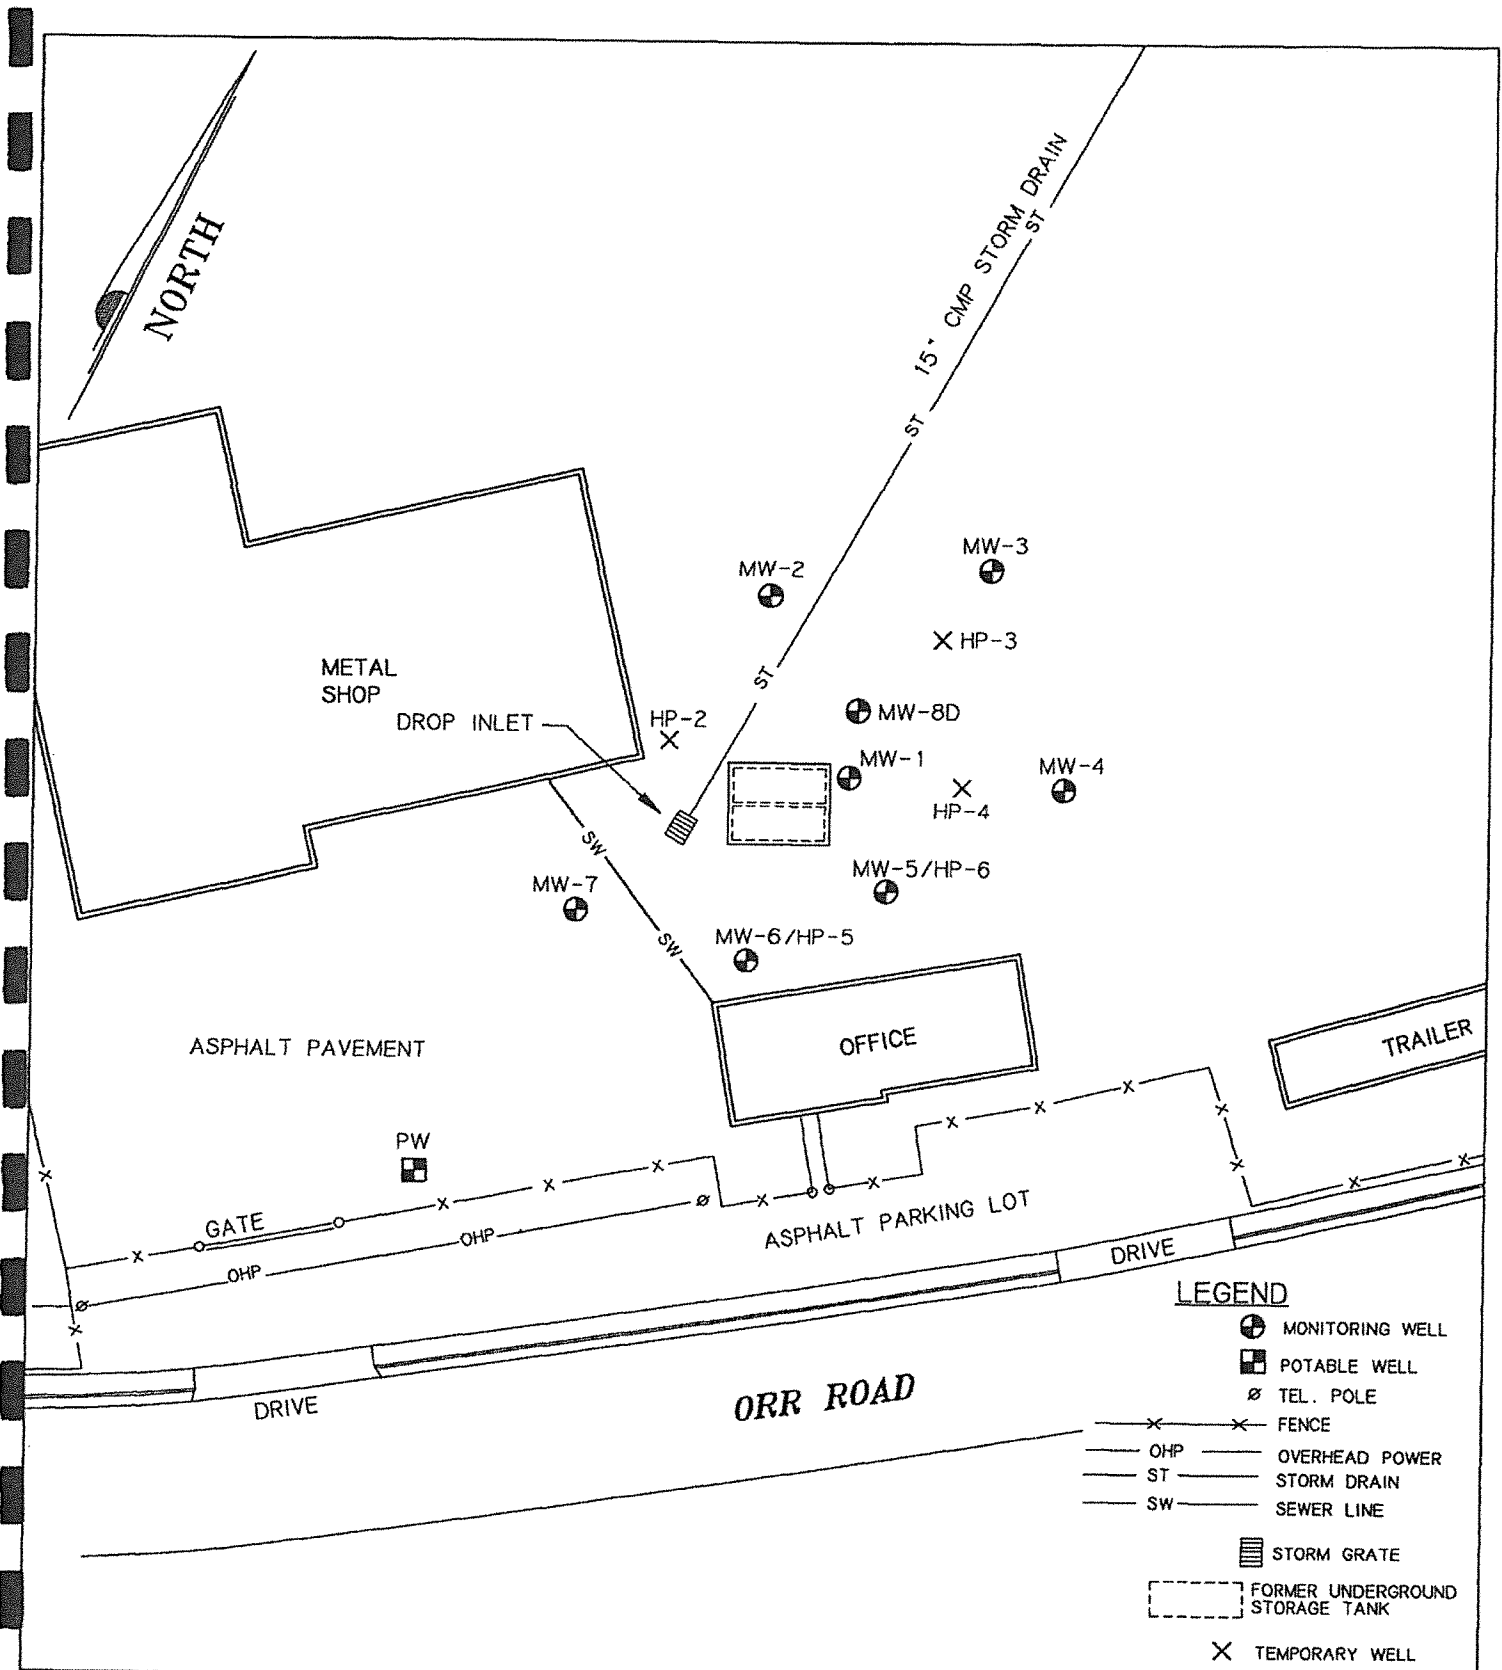 NORTH
15" CMP STORM DRAIN
ST
ST
ST
MW-2
MW-3
HP-3
METAL
SHOP
DROP INLET
HP-2
MW-8D
MW-1
MW-4
HP-4
SW
MW-7
MW-5/HP-6
SW
MW-6/HP-5
OFFICE
TRAILER
ASPHALT PAVEMENT
PW
GATE
OHP
OHP
ASPHALT PARKING LOT
DRIVE
DRIVE
ORR ROAD
LEGEND
MONITORING WELL
POTABLE WELL
TEL. POLE
FENCE
OHP OVERHEAD POWER
ST STORM DRAIN
SW SEWER LINE
STORM GRATE
FORMER UNDERGROUND
STORAGE TANK
TEMPORARY WELL